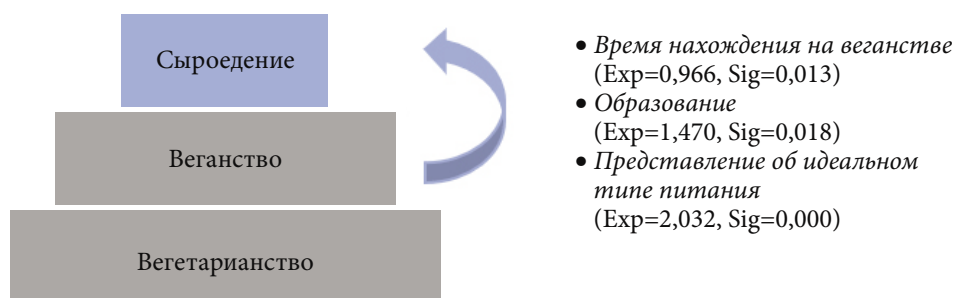 Сыроедение
Веганство
Вегетарианство
• Время нахождения на веганстве
(Exp=0,966, Sig=0,013)
• Образование
(Exp=1,470, Sig=0,018)
• Представление об идеальном
типе питания
(Exp=2,032, Sig=0,000)